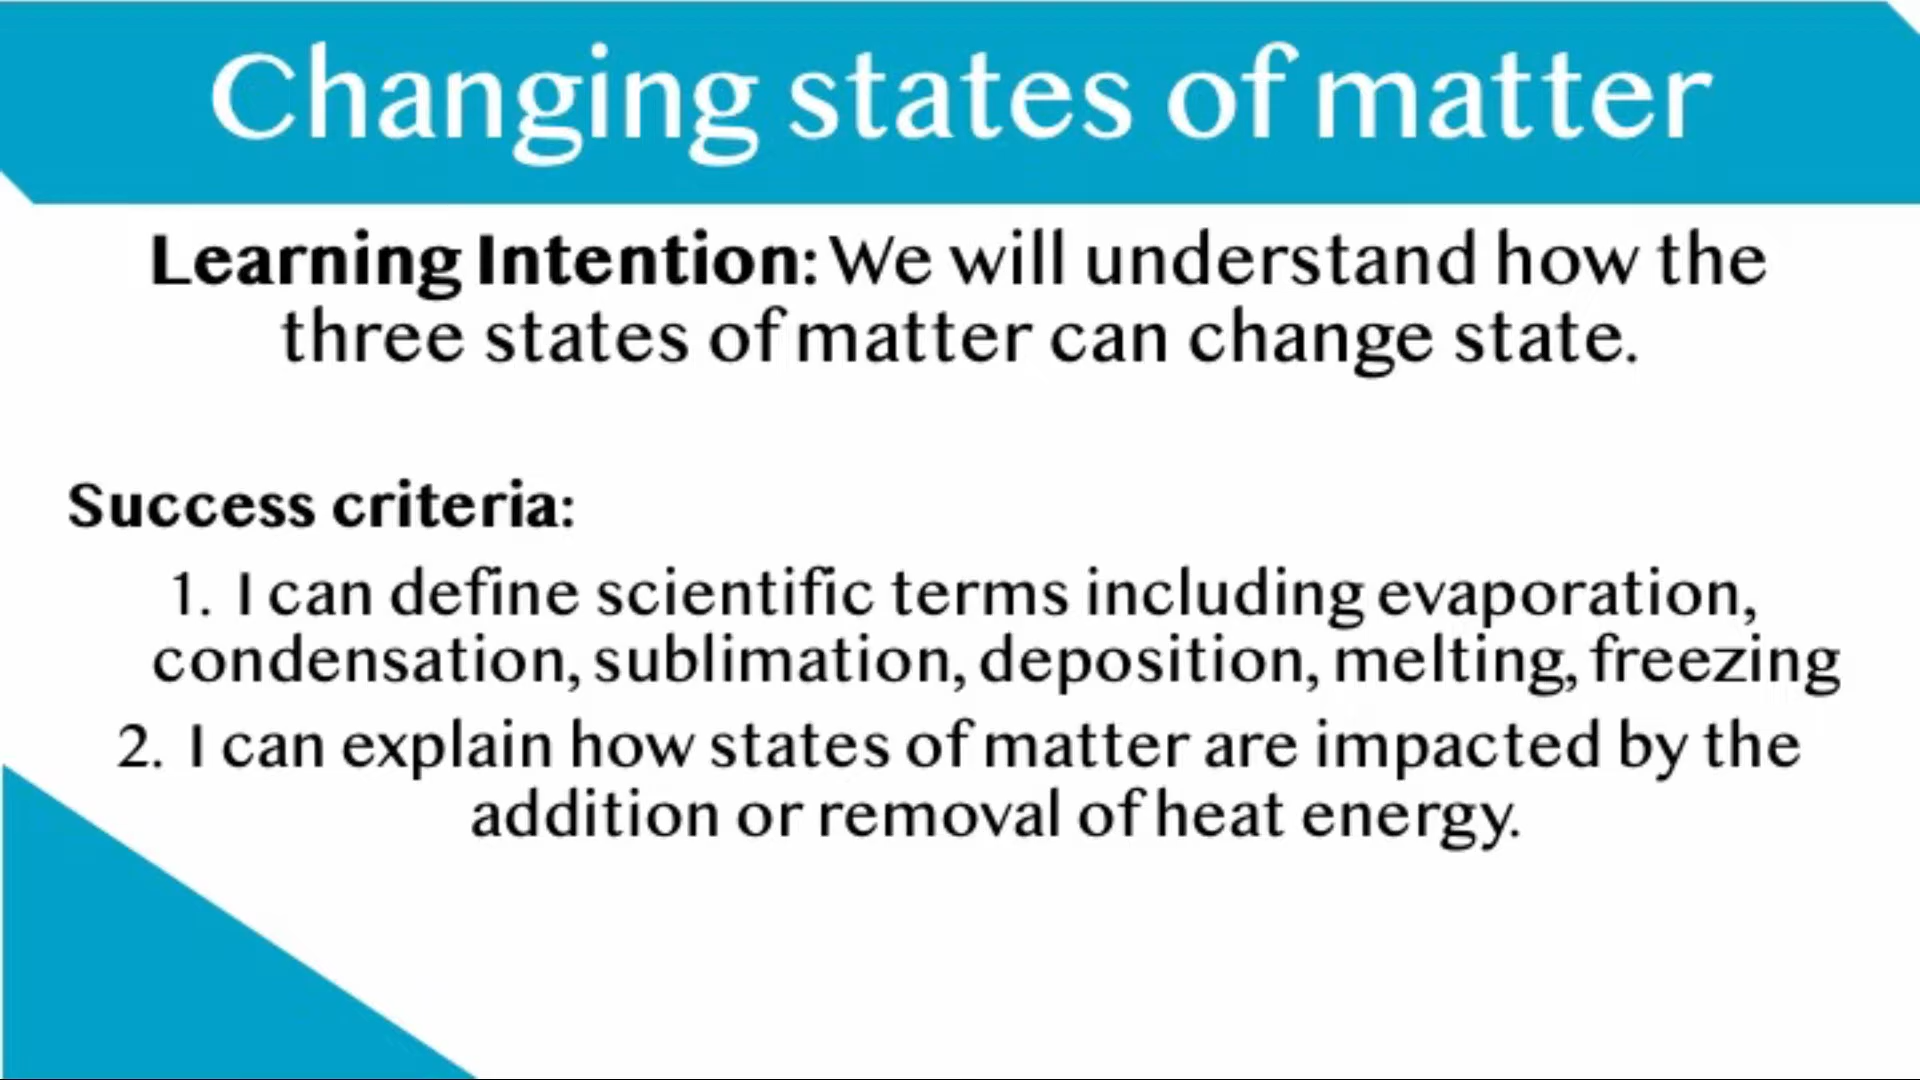 Changing states of matter
Learning Intention: We will understand how the
three states of matter can change state.
Success criteria:
1. I can define scientific terms including evaporation,
condensation, sublimation, deposition, melting, freezing
2. I can explain how states of matter are impacted by the
addition or removal of heat energy.